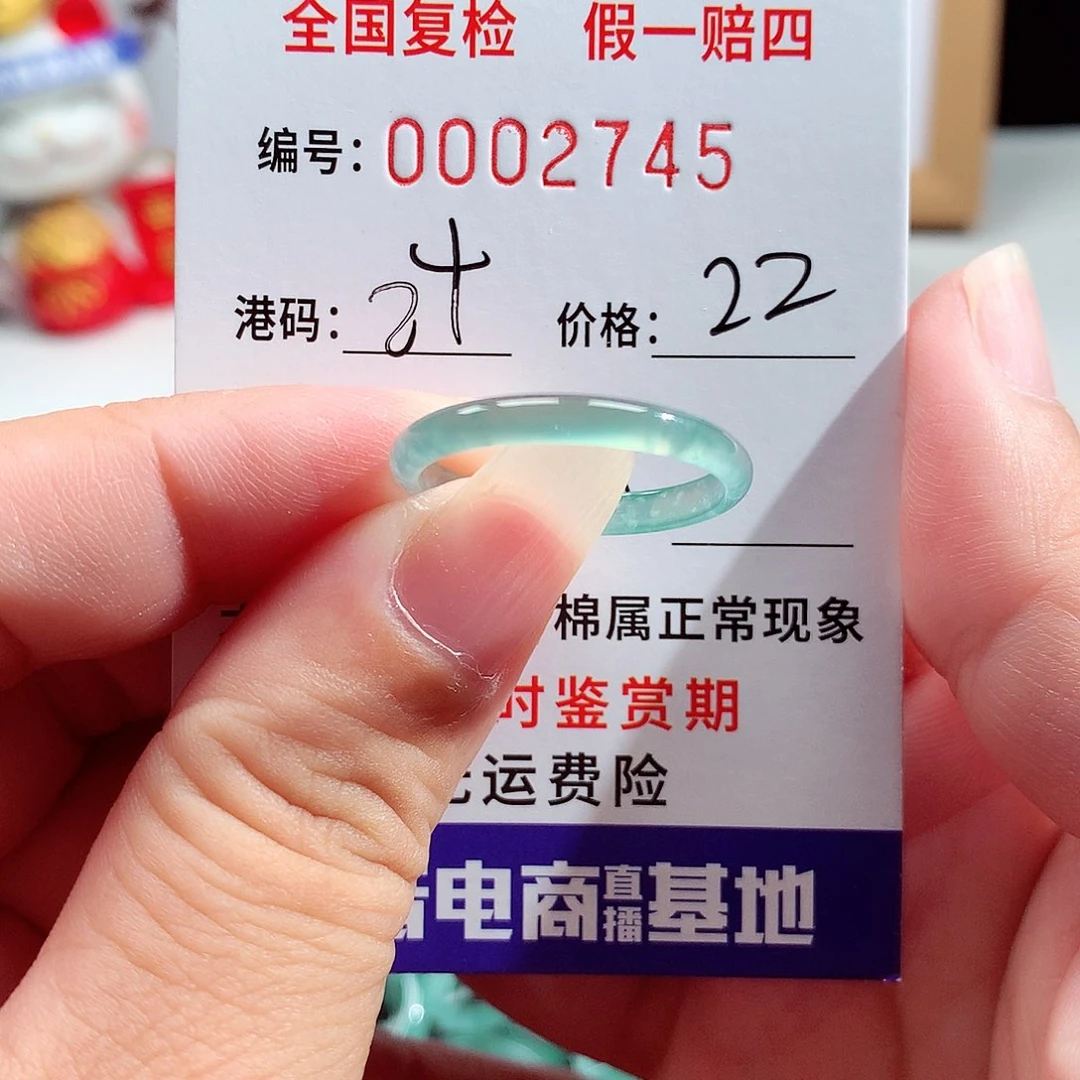 全国复检 假一赔四
编号：0002745
港码： 价格：22
棉属正常现象
时鉴赏期
运费险
电商直播基地